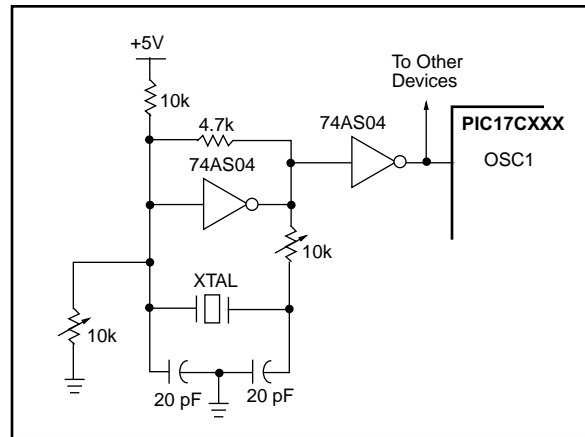 +5V
To Other
Devices
10k
4.7k
74AS04
PIC17CXXX
74AS04
OSC1
10k
XTAL
10k
20 pF
20 pF